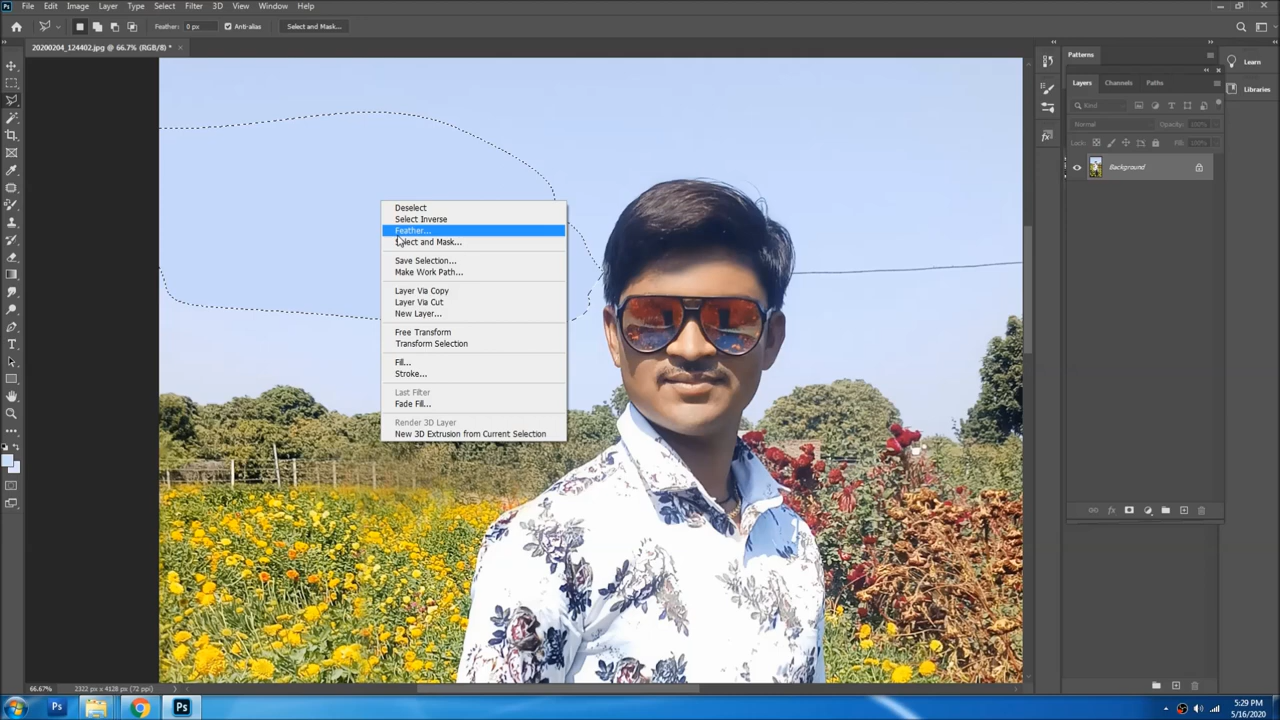 Ps File Edit Image Layer Type Select Filter 3D View Window Help
Feather: 0 px Anti-alias Select and Mask...
20200204_124402.jpg @ 66.7% (RGB/8) * ×
Patterns
Learn
Layers Channels Paths
Libraries
Kind
Normal Opacity: 100%
Lock: Fill: 100%
Background
Deselect
Select Inverse
Feather...
Select and Mask...
Save Selection...
Make Work Path...
Layer Via Copy
Layer Via Cut
New Layer...
Free Transform
Transform Selection
Fill...
Stroke...
Last Filter
Fade Fill...
Render 3D Layer
New 3D Extrusion from Current Selection
66.67% 2322 px x 4128 px (72 ppi)
Ps Ps
5:29 PM
5/16/2020